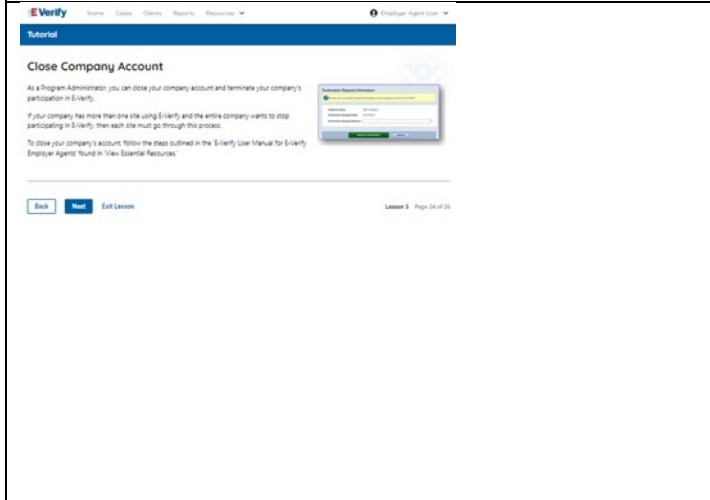 E-Verify Home Cases Clients Reports Resources Employer Agent User
Tutorial
Close Company Account
As a Program Administrator, you can close your company account and terminate your company's
participation in E-Verify.
If your company has more than one site using E-Verify and the entire company wants to stop
participating in E-Verify, then each site must go through this process.
To close your company's account, follow the steps outlined in the 'E-Verify User Manual for E-Verify
Employer Agents' found in 'View Essential Resources.'
Termination Request Information
Back Next Exit Lesson Lesson 5 Page 24 of 26